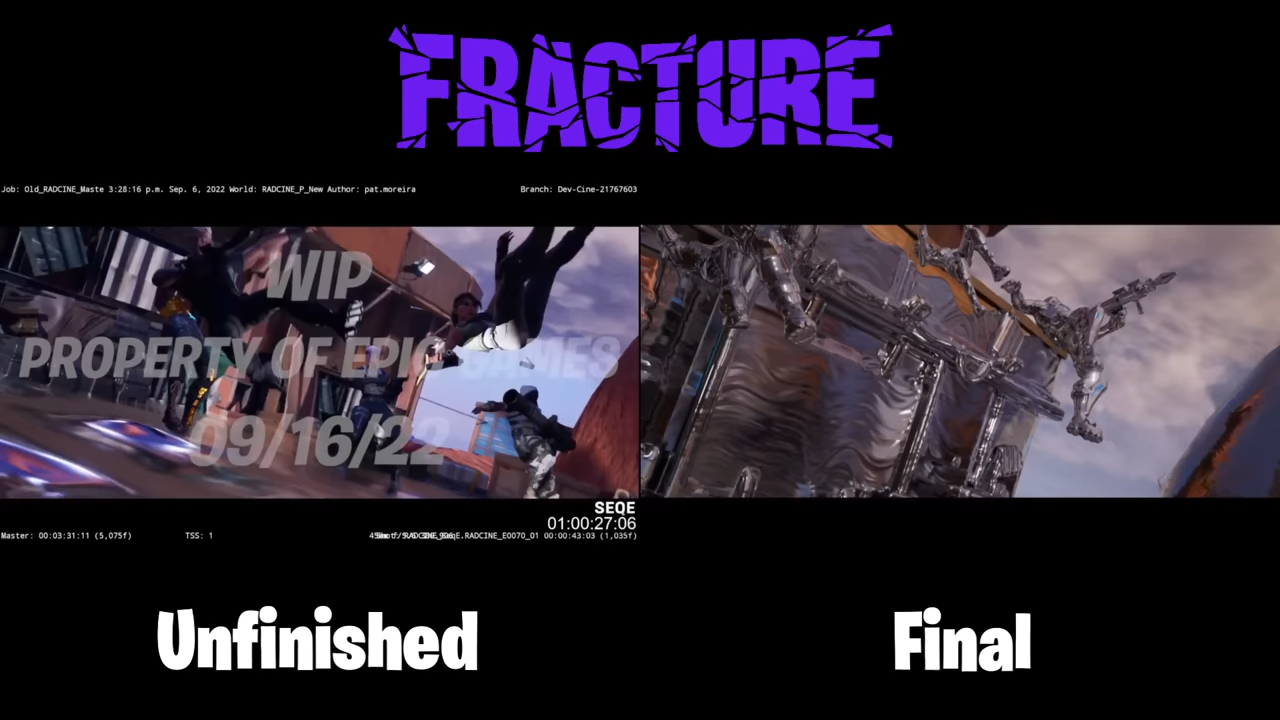 FRACTURE
Job: Old_RADCINE_Maste 3:28:16 p.m. Sep. 6, 2022 World: RADCINE_P_New Author: pat.moreira
Branch: Dev-Cine-21767603
WIP
PROPERTY OF EPIC GAMES
09/16/22
SEQE
01:00:27:06
Master: 00:03:31:11 (5,075f)
TSS: 1
RADCINE_E0070_01 00:00:43:03 (1,035f)
Unfinished
Final